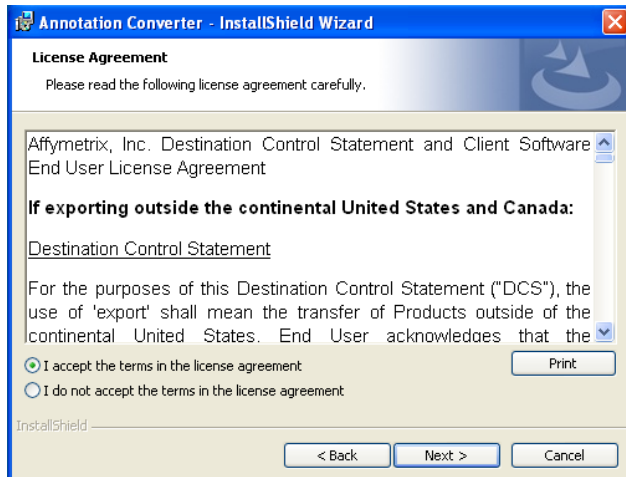 Annotation Converter - InstallShield Wizard
License Agreement
Please read the following license agreement carefully.
Affymetrix, Inc. Destination Control Statement and Client Software
End User License Agreement
If exporting outside the continental United States and Canada:
Destination Control Statement
For the purposes of this Destination Control Statement ("DCS"), the
use of 'export' shall mean the transfer of Products outside of the
continental United States. End User acknowledges that the
I accept the terms in the license agreement
Print
I do not accept the terms in the license agreement
InstallShield
< Back
Next >
Cancel